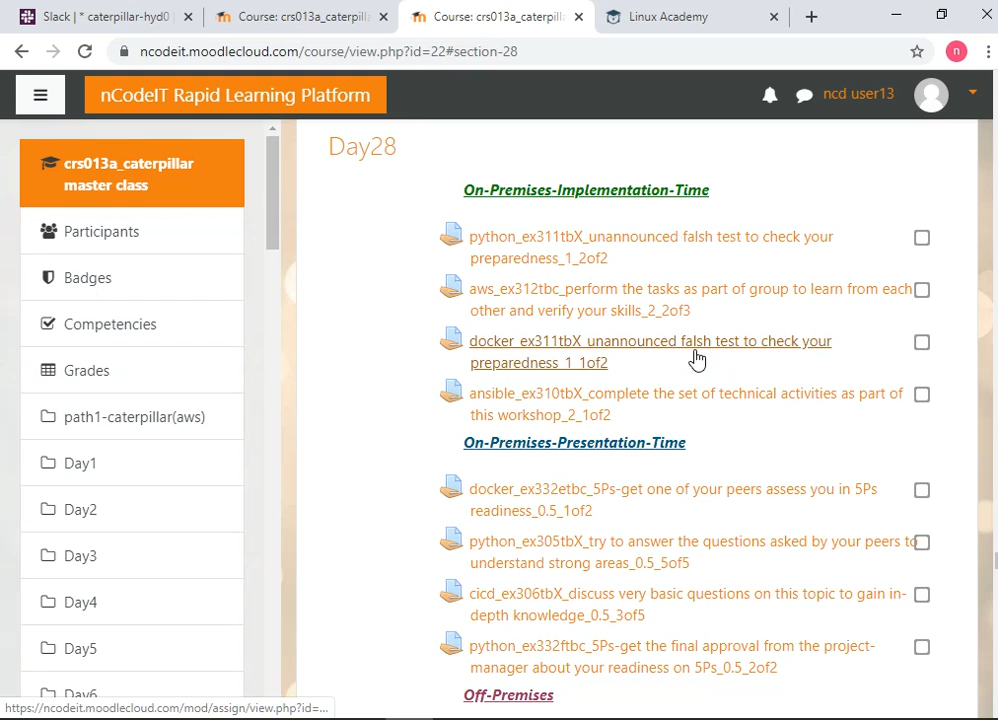 Slack | * caterpillar-hyd0
Course: crs013a_caterpill
Course: crs013a_caterpill
Linux Academy
ncodeit.moodlecloud.com/course/view.php?id=22#section-28
n
nCodeIT Rapid Learning Platform
ncd user13
crs013a_caterpillar
master class
Participants
Badges
Competencies
Grades
path1-caterpillar(aws)
Day1
Day2
Day3
Day4
Day5
Day6
Day28
On-Premises-Implementation-Time
python_ex311tbX_unannounced falsh test to check your
preparedness_1_2of2
aws_ex312tbc_perform the tasks as part of group to learn from each
other and verify your skills_2_2of3
docker_ex311tbX_unannounced falsh test to check your
preparedness_1_1of2
ansible_ex310tbX_complete the set of technical activities as part of
this workshop_2_1of2
On-Premises-Presentation-Time
docker_ex332etbc_5Ps-get one of your peers assess you in 5Ps
readiness_0.5_1of2
python_ex305tbX_try to answer the questions asked by your peers to
understand strong areas_0.5_5of5
cicd_ex306tbX_discuss very basic questions on this topic to gain in-
depth knowledge_0.5_3of5
python_ex332ftbc_5Ps-get the final approval from the project-
manager about your readiness on 5Ps_0.5_2of2
Off-Premises
https://ncodeit.moodlecloud.com/mod/assign/view.php?id=...